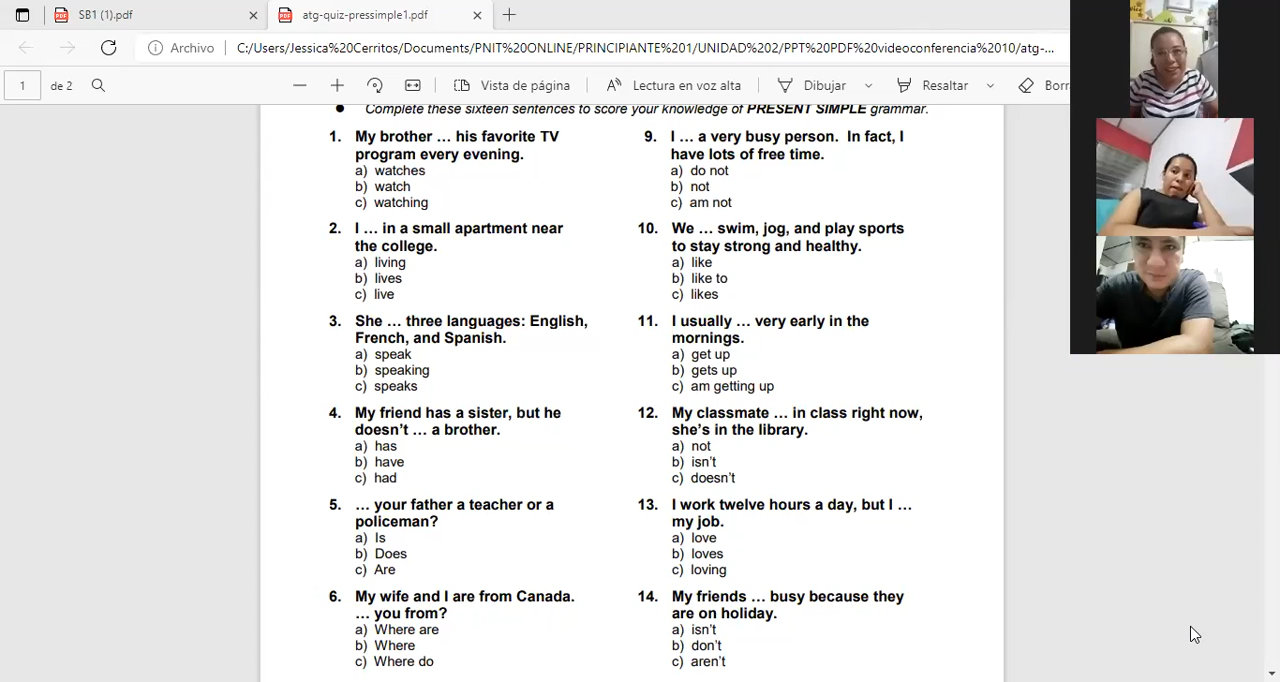 SB1 (1).pdf
atg-quiz-pressimple1.pdf
Archivo
C:/Users/Jessica%20Cerritos/Documents/PNIT%20ONLINE/PRINCIPIANTE%201/UNIDAD%202/PPT%20PDF%20videoconferencia%2010/atg-...
1 de 2
Vista de página
Lectura en voz alta
Dibujar
Resaltar
Borr
● Complete these sixteen sentences to score your knowledge of PRESENT SIMPLE grammar.
1. My brother … his favorite TV
program every evening.
a) watches
b) watch
c) watching
2. I … in a small apartment near
the college.
a) living
b) lives
c) live
3. She … three languages: English,
French, and Spanish.
a) speak
b) speaking
c) speaks
4. My friend has a sister, but he
doesn’t … a brother.
a) has
b) have
c) had
5. … your father a teacher or a
policeman?
a) Is
b) Does
c) Are
6. My wife and I are from Canada.
… you from?
a) Where are
b) Where
c) Where do
9. I … a very busy person. In fact, I
have lots of free time.
a) do not
b) not
c) am not
10. We … swim, jog, and play sports
to stay strong and healthy.
a) like
b) like to
c) likes
11. I usually … very early in the
mornings.
a) get up
b) gets up
c) am getting up
12. My classmate … in class right now,
she’s in the library.
a) not
b) isn’t
c) doesn’t
13. I work twelve hours a day, but I …
my job.
a) love
b) loves
c) loving
14. My friends … busy because they
are on holiday.
a) isn’t
b) don’t
c) aren’t